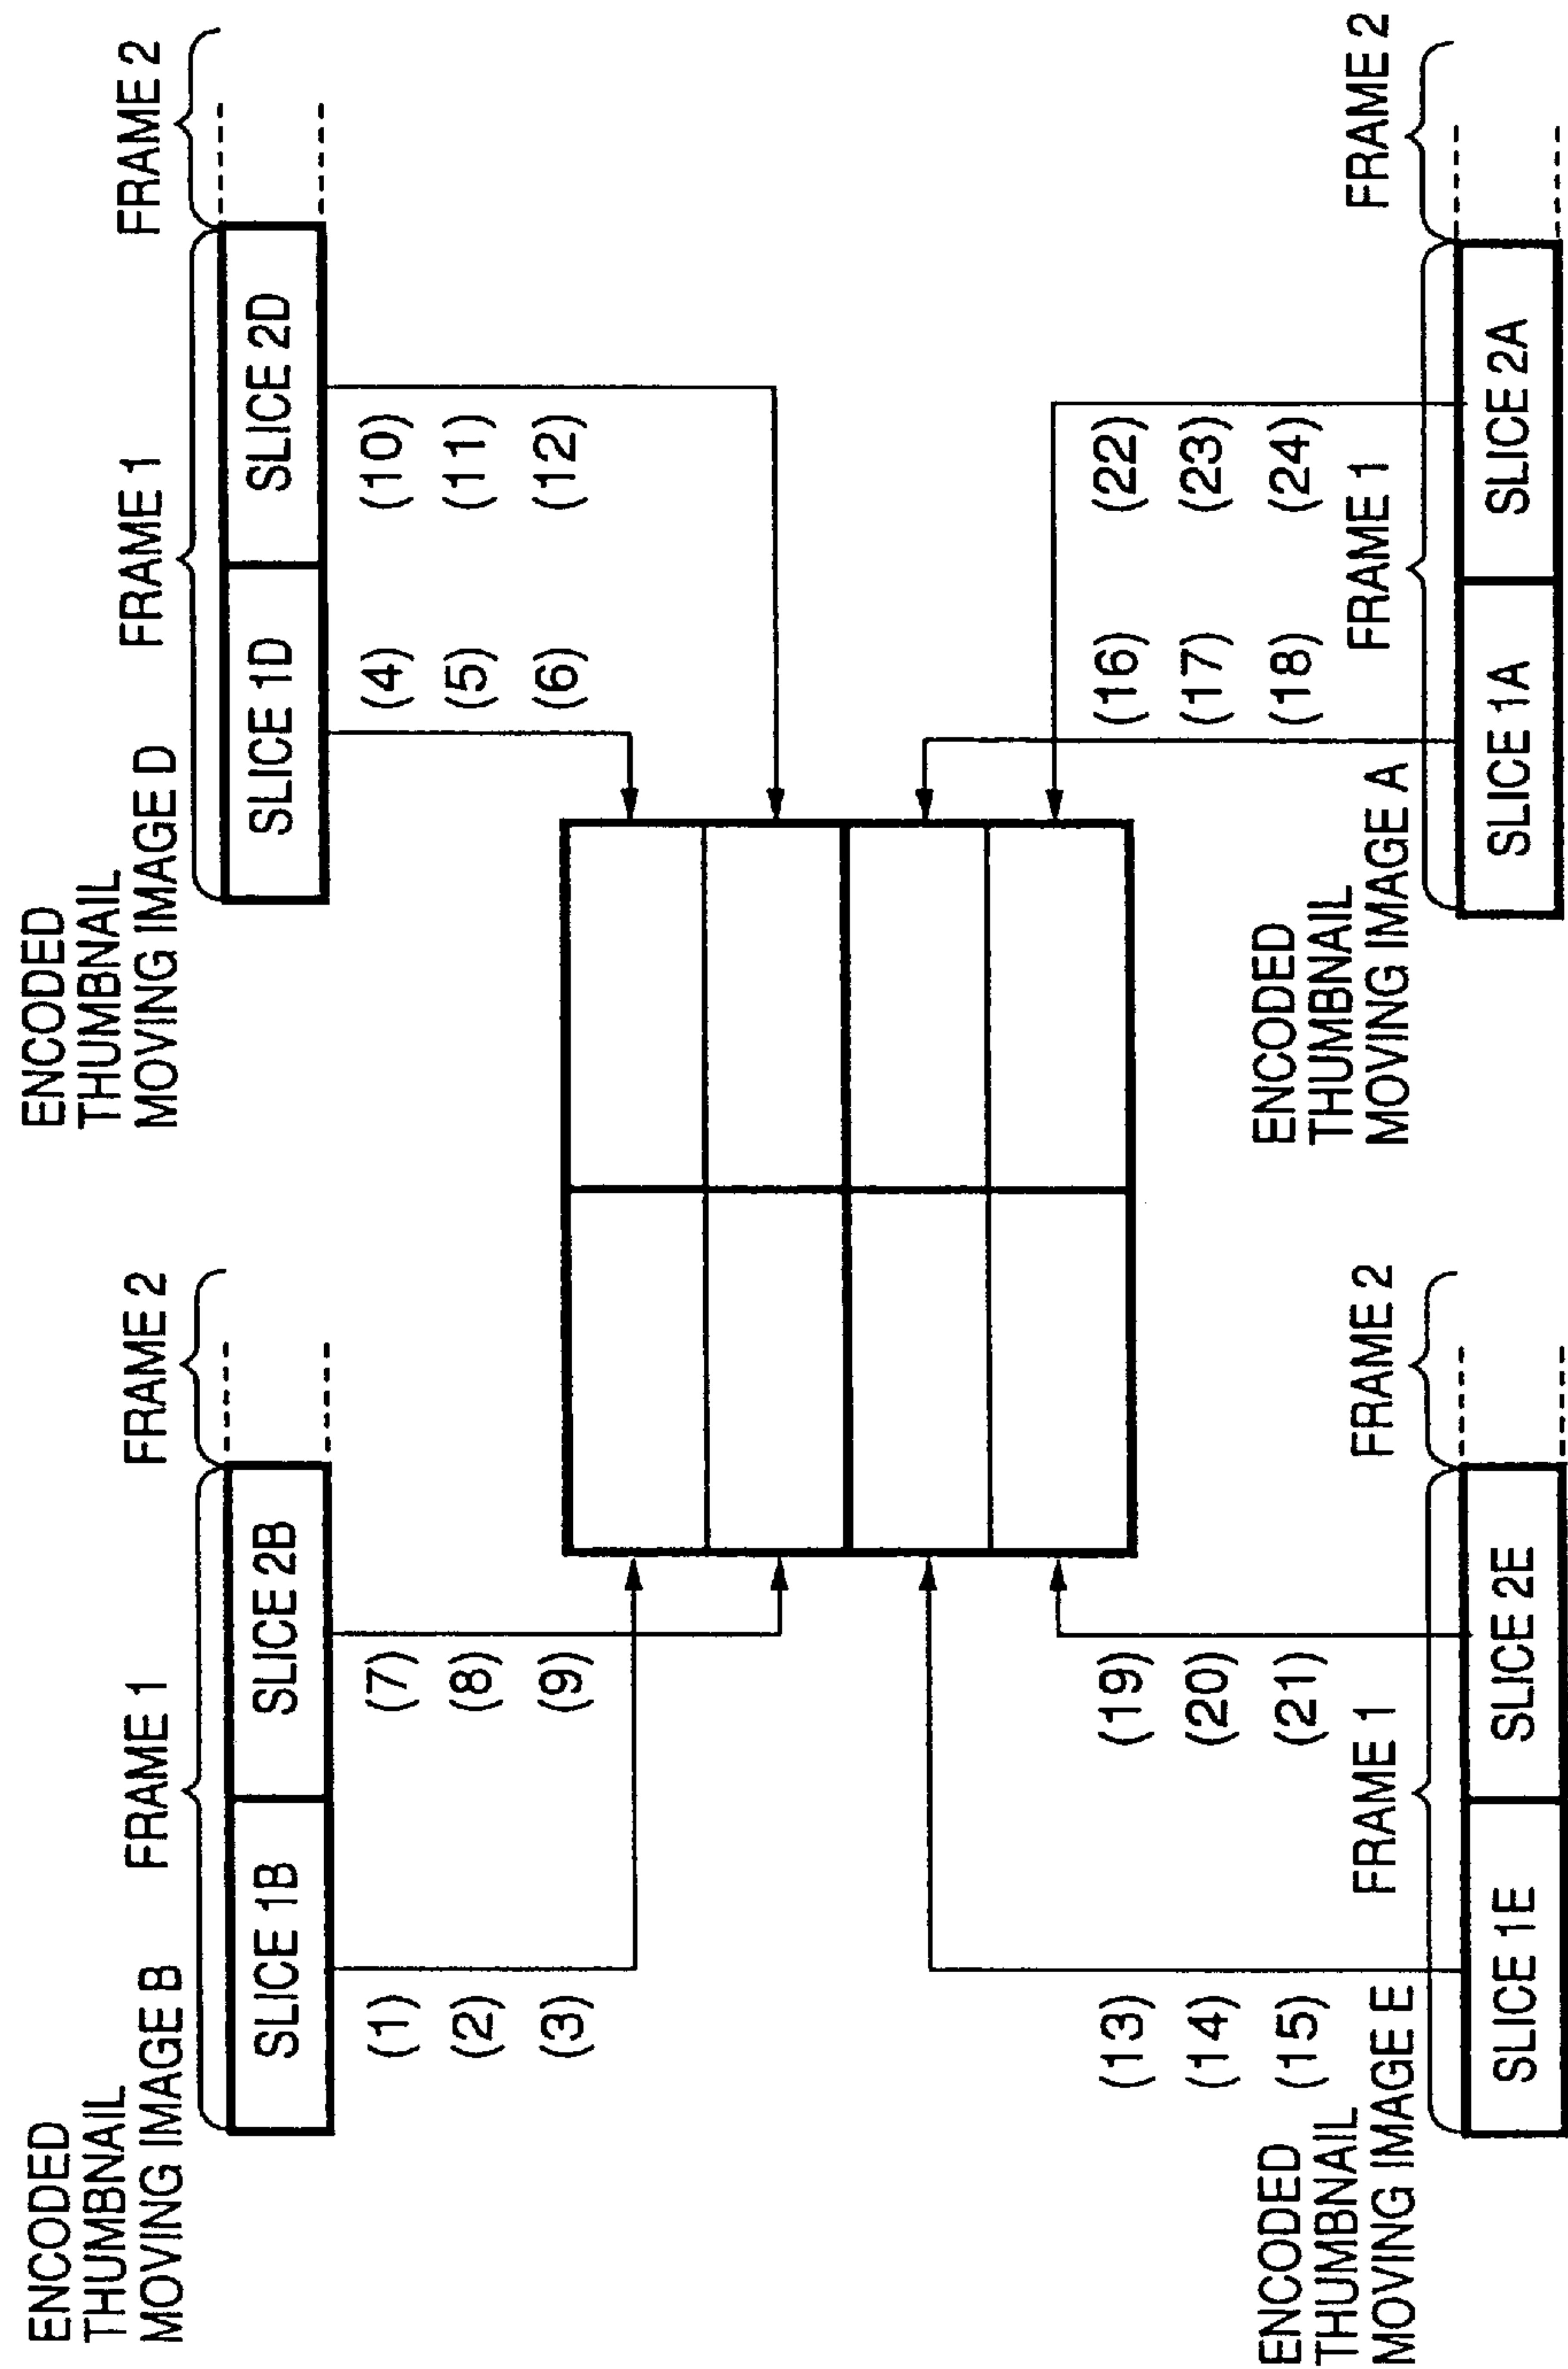 ENCODED
THUMBNAIL
MOVING IMAGE B
FRAME 1
FRAME 2
SLICE 1B
SLICE 2B
(1)
(2)
(3)
(7)
(8)
(9)
ENCODED
THUMBNAIL
MOVING IMAGE D
FRAME 1
FRAME 2
SLICE 1D
SLICE 2D
(4)
(5)
(6)
(10)
(11)
(12)
(13)
(14)
(15)
(19)
(20)
(21)
ENCODED
THUMBNAIL
MOVING IMAGE E
FRAME 1
FRAME 2
SLICE 1E
SLICE 2E
(16)
(17)
(18)
(22)
(23)
(24)
ENCODED
THUMBNAIL
MOVING IMAGE A
FRAME 1
FRAME 2
SLICE 1A
SLICE 2A